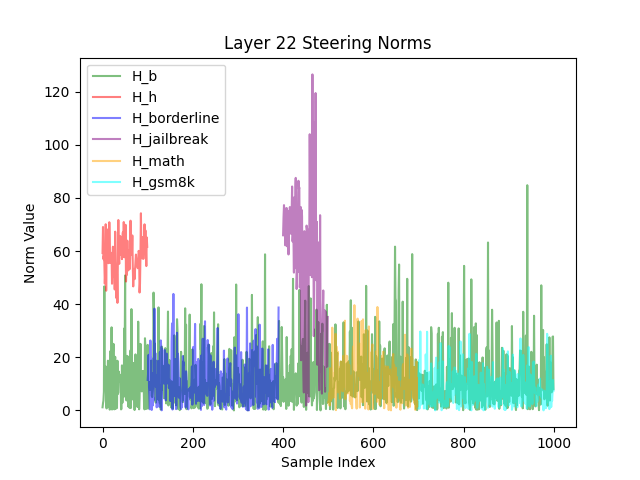 Layer 22 Steering Norms
H_b
H_h
H_borderline
H_jailbreak
H_math
H_gsm8k
Norm Value
120
100
80
60
40
20
0
0 200 400 600 800 1000
Sample Index